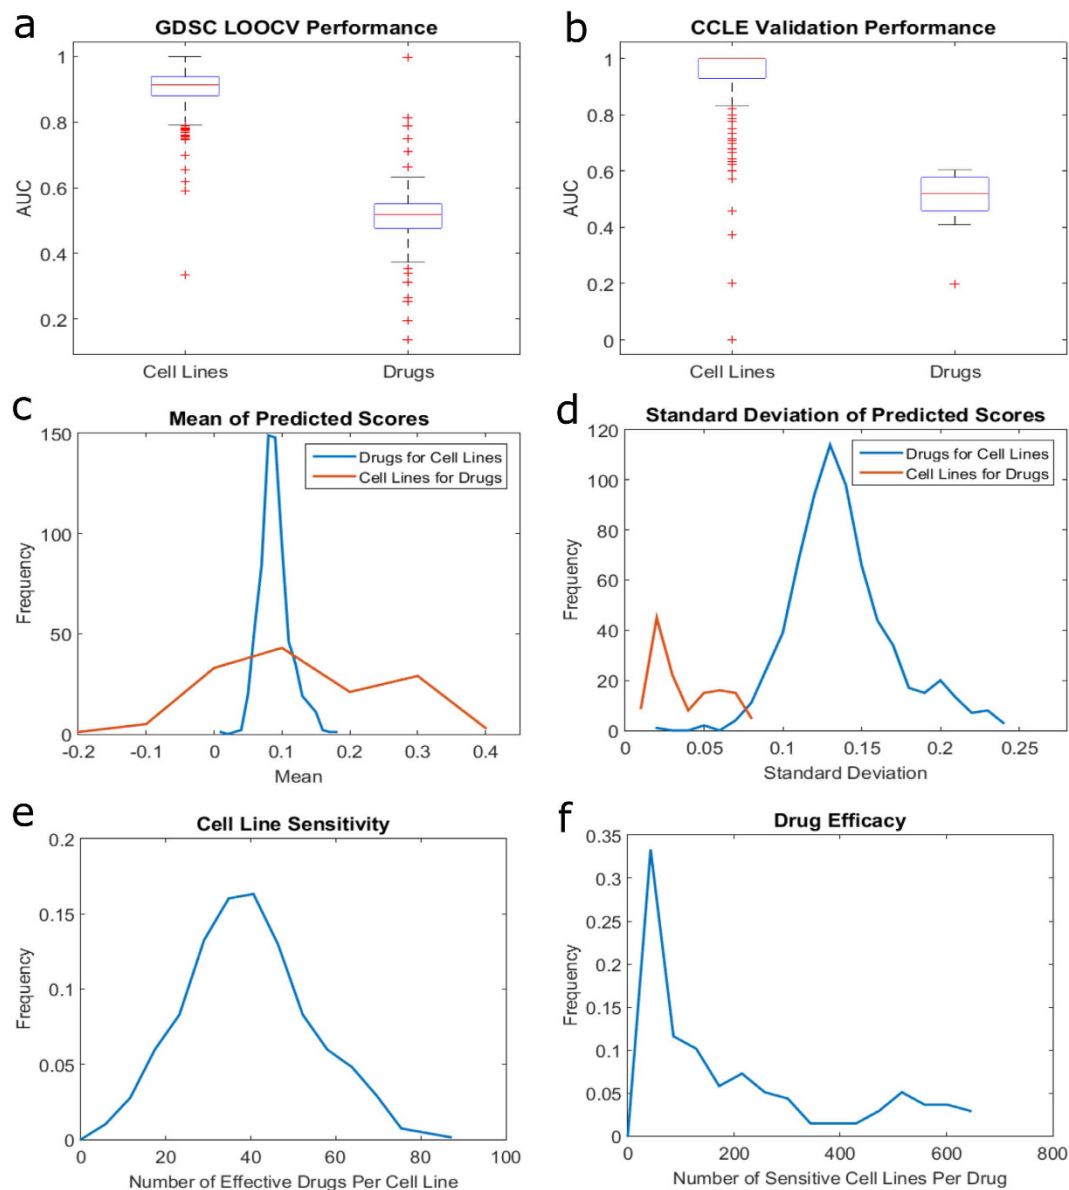 a
GDSC LOOCV Performance
1
0.8
0.6
0.4
0.2
AUC
Cell Lines
Drugs
b
CCLE Validation Performance
1
0.8
0.6
0.4
0.2
0
AUC
Cell Lines
Drugs
c
Mean of Predicted Scores
150
100
50
0
Frequency
Drugs for Cell Lines
Cell Lines for Drugs
-0.2 -0.1 0 0.1 0.2 0.3 0.4
Mean
d
Standard Deviation of Predicted Scores
120
100
80
60
40
20
0
Frequency
Drugs for Cell Lines
Cell Lines for Drugs
0 0.05 0.1 0.15 0.2 0.25
Standard Deviation
e
Cell Line Sensitivity
0.2
0.15
0.1
0.05
0
Frequency
0 20 40 60 80 100
Number of Effective Drugs Per Cell Line
f
Drug Efficacy
0.35
0.3
0.25
0.2
0.15
0.1
0.05
0
Frequency
0 200 400 600 800
Number of Sensitive Cell Lines Per Drug